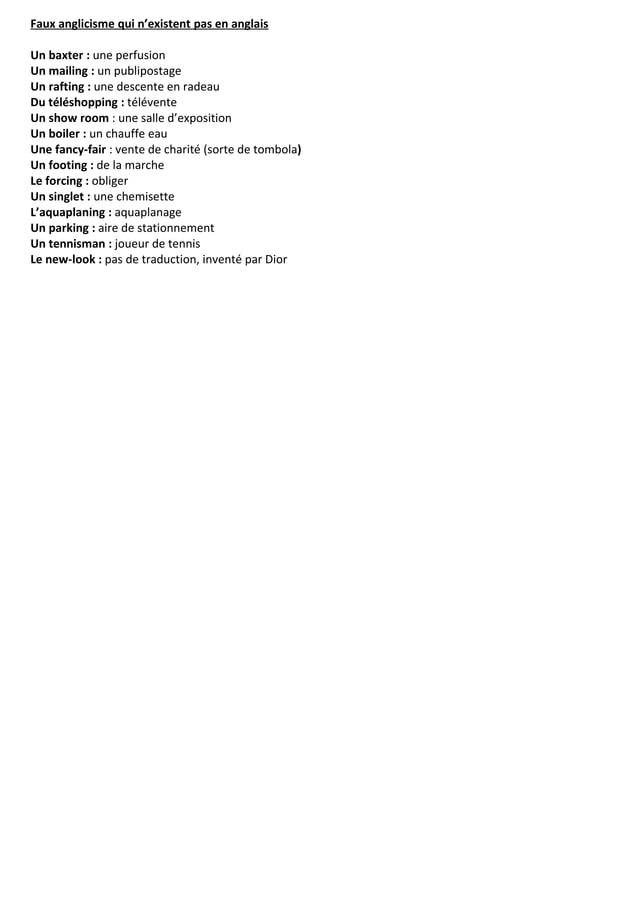 Faux anglicisme qui n’existent pas en anglais
Un baxter : une perfusion
Un mailing : un publipostage
Un rafting : une descente en radeau
Du téléshopping : télévente
Un show room : une salle d’exposition
Un boiler : un chauffe eau
Une fancy-fair : vente de charité (sorte de tombola)
Un footing : de la marche
Le forcing : obliger
Un singlet : une chemisette
L’aquaplaning : aquaplanage
Un parking : aire de stationnement
Un tennisman : joueur de tennis
Le new-look : pas de traduction, inventé par Dior